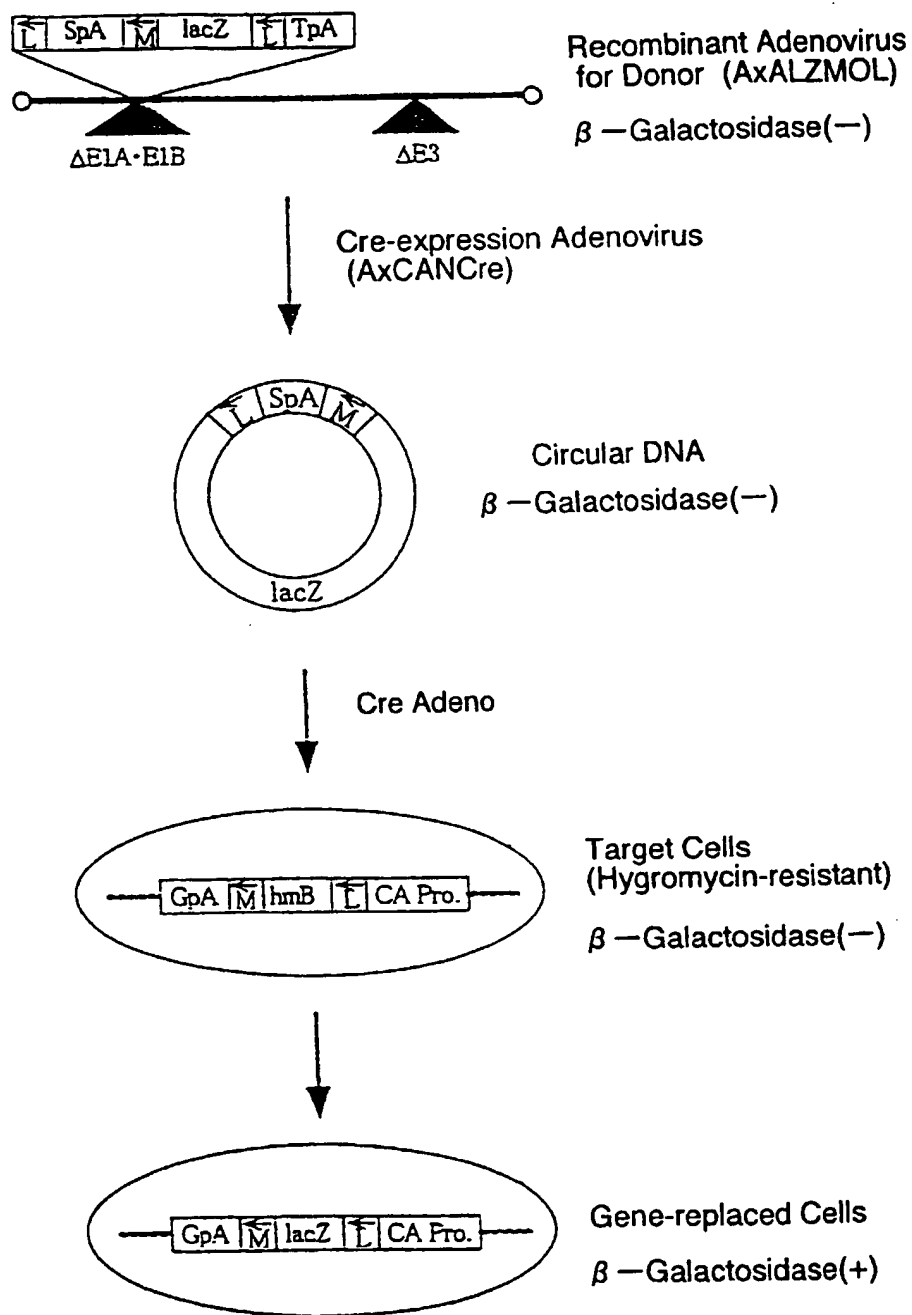 L SpA M lacZ L TpA
Recombinant Adenovirus
for Donor (AxALZMOL)
β－Galactosidase(－)
ΔE1A·E1B
ΔE3
Cre-expression Adenovirus
(AxCANCre)
L SpA M
lacZ
Circular DNA
β－Galactosidase(－)
Cre Adeno
Target Cells
(Hygromycin-resistant)
β－Galactosidase(－)
GpA M hmB L CA Pro.
Gene-replaced Cells
β－Galactosidase(+)
GpA M lacZ L CA Pro.